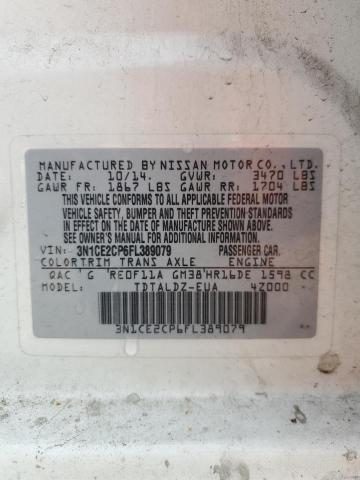 MANUFACTURED BY NISSAN MOTOR CO., LTD.
DATE: 10/14. GVWR: 3470 LBS
GAWR FR: 1867 LBS GAWR RR: 1704 LBS
THIS VEHICLE CONFORMS TO ALL APPLICABLE FEDERAL MOTOR
VEHICLE SAFETY, BUMPER AND THEFT PREVENTION STANDARDS
IN EFFECT ON THE DATE OF MANUFACTURE SHOWN ABOVE.
SEE OWNER'S MANUAL FOR ADDITIONAL INFORMATION
VIN: 3N1CE2CP6FL389079 PASSENGER CAR.
COLOR TRIM TRANS AXLE ENGINE
QAC G RE0F11A GM38 HR16DE 1598 CC
MODEL: TDTALDZ-EUA 4Z000
3N1CE2CP6FL389079